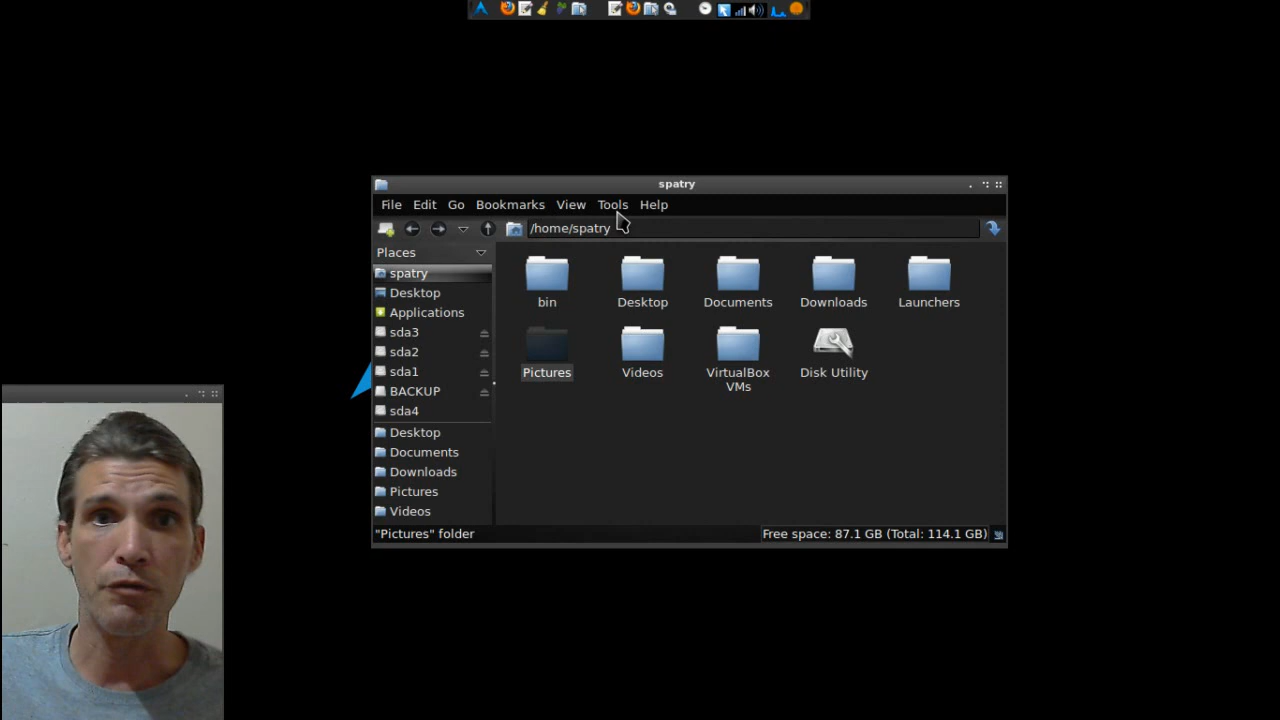 spatry
File Edit Go Bookmarks View Tools Help
/home/spatry
Places
spatry
Desktop
Applications
sda3
sda2
sda1
BACKUP
sda4
Desktop
Documents
Downloads
Pictures
Videos
bin Desktop Documents Downloads Launchers
Pictures Videos VirtualBox VMs Disk Utility
"Pictures" folder Free space: 87.1 GB (Total: 114.1 GB)